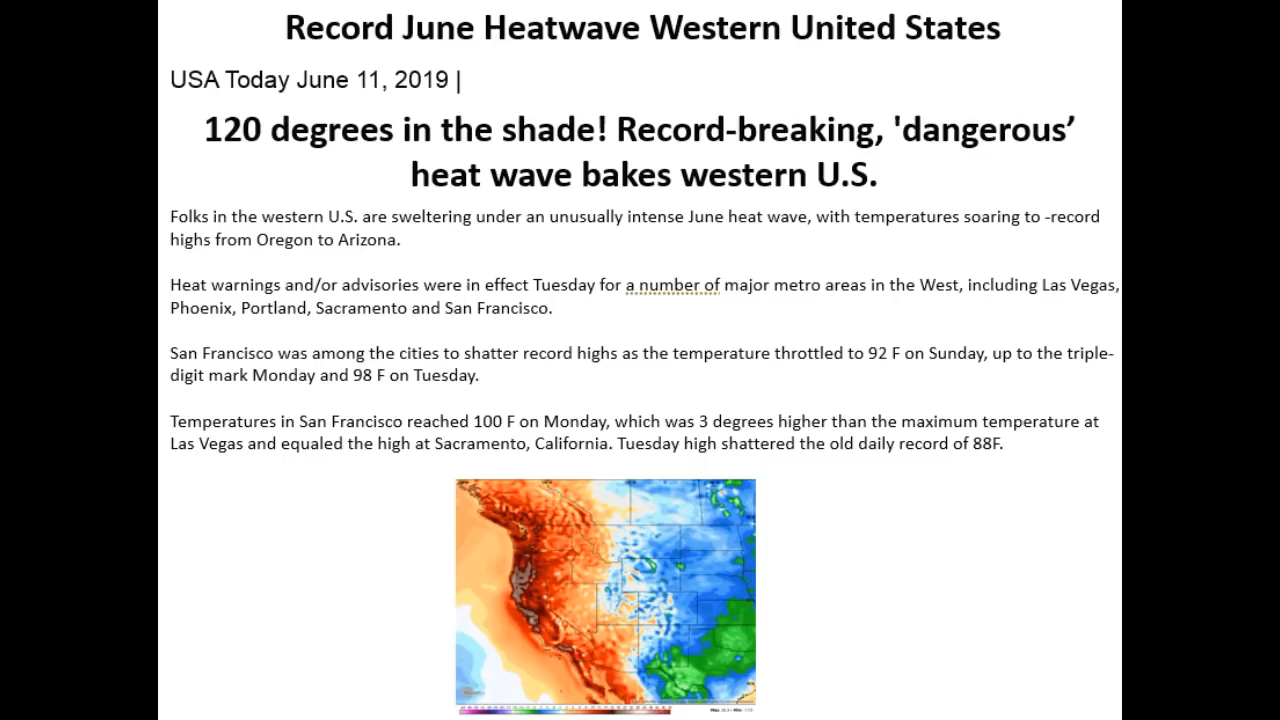 Record June Heatwave Western United States
USA Today June 11, 2019 |
120 degrees in the shade! Record-breaking, 'dangerous’
heat wave bakes western U.S.
Folks in the western U.S. are sweltering under an unusually intense June heat wave, with temperatures soaring to -record
highs from Oregon to Arizona.
Heat warnings and/or advisories were in effect Tuesday for a number of major metro areas in the West, including Las Vegas,
Phoenix, Portland, Sacramento and San Francisco.
San Francisco was among the cities to shatter record highs as the temperature throttled to 92 F on Sunday, up to the triple-
digit mark Monday and 98 F on Tuesday.
Temperatures in San Francisco reached 100 F on Monday, which was 3 degrees higher than the maximum temperature at
Las Vegas and equaled the high at Sacramento, California. Tuesday high shattered the old daily record of 88F.